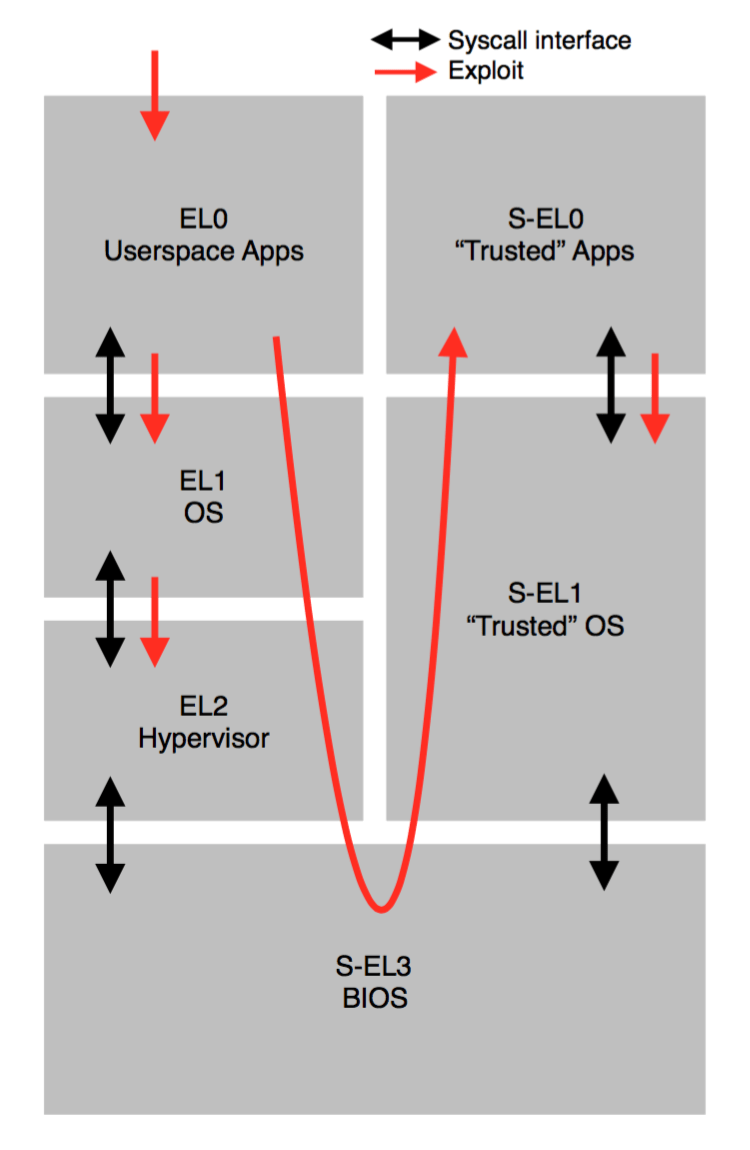 Syscall interface
Exploit
EL0
Userspace Apps
S-EL0
“Trusted” Apps
EL1
OS
S-EL1
“Trusted” OS
EL2
Hypervisor
S-EL3
BIOS